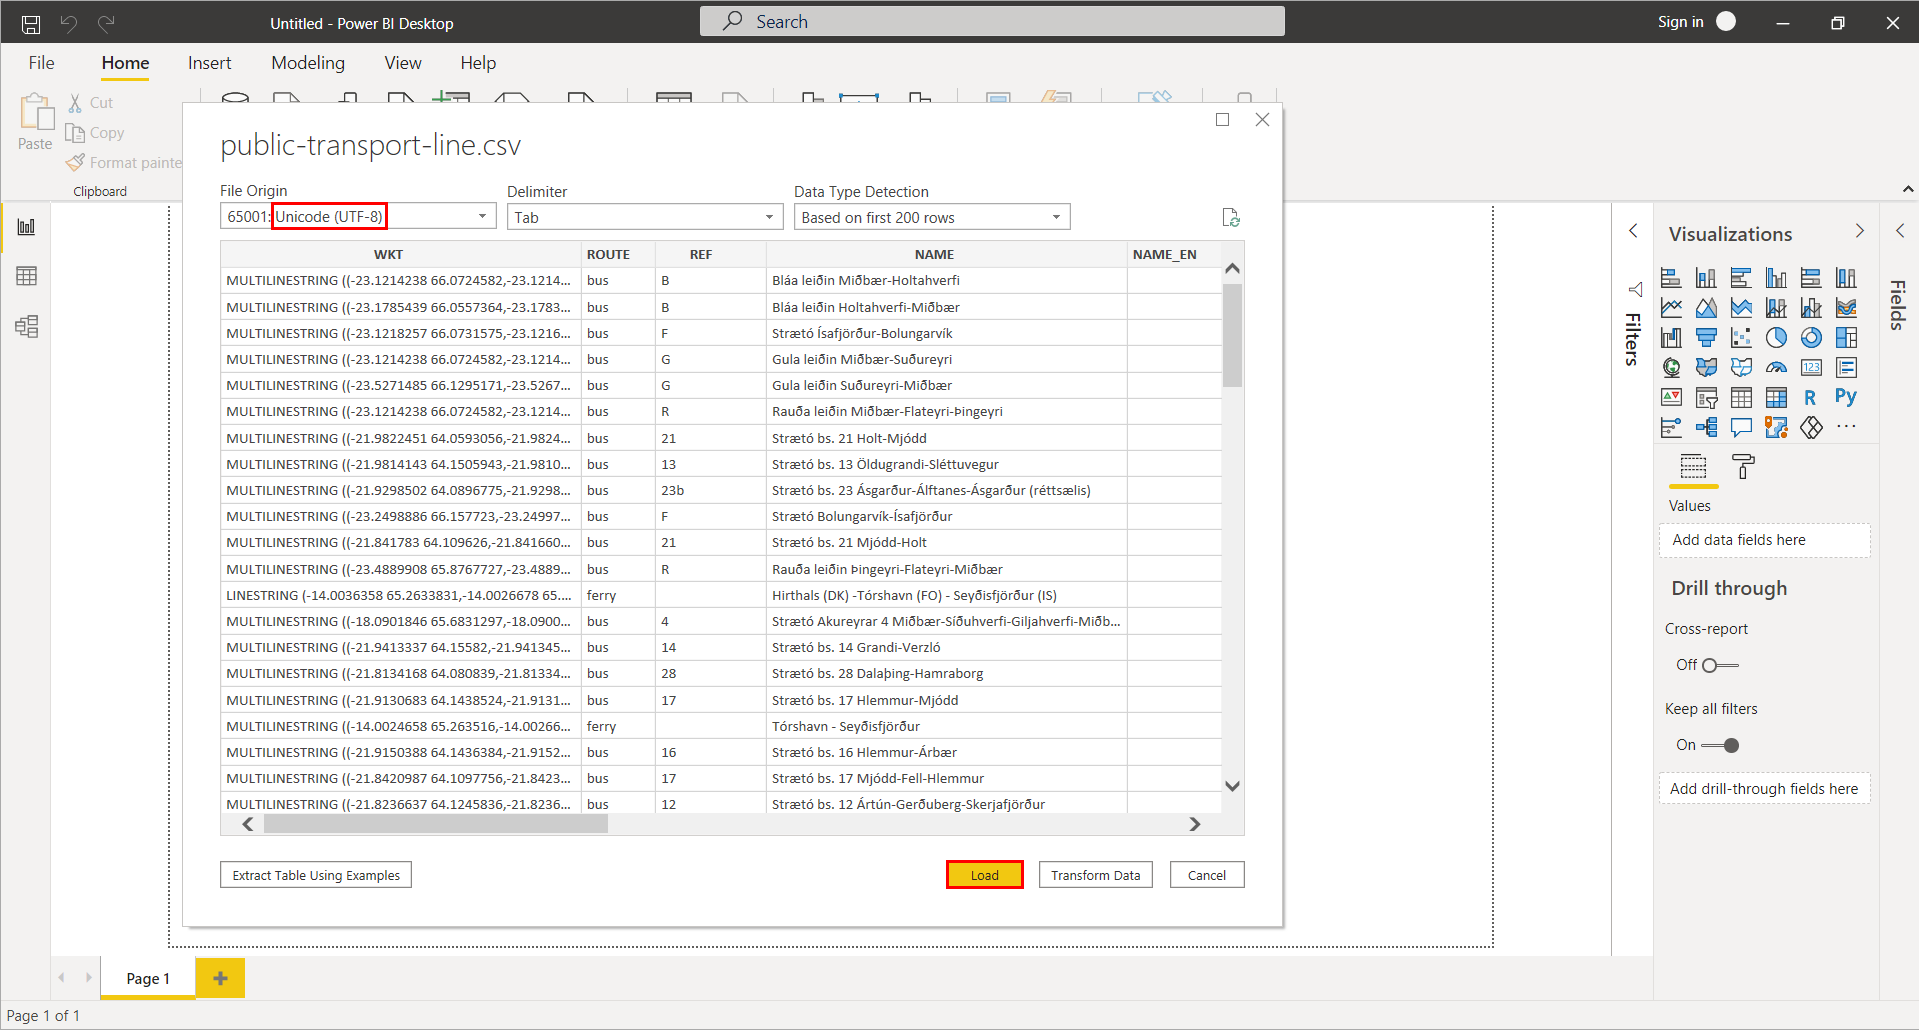 Untitled - Power BI Desktop
Search
Sign in
File Home Insert Modeling View Help
Paste
Cut
Copy
Format painte
Clipboard
public-transport-line.csv
File Origin Delimiter Data Type Detection
65001: Unicode (UTF-8) Tab Based on first 200 rows
WKT ROUTE REF NAME NAME_EN
MULTILINESTRING ((-23.1214238 66.0724582,-23.1214... bus B Bláa leiðin Miðbær-Holtahverfi
MULTILINESTRING ((-23.1785439 66.0557364,-23.1783... bus B Bláa leiðin Holtahverfi-Miðbær
MULTILINESTRING ((-23.1218257 66.0731575,-23.1216... bus F Strætó Ísafjörður-Bolungarvík
MULTILINESTRING ((-23.1214238 66.0724582,-23.1214... bus G Gula leiðin Miðbær-Suðureyri
MULTILINESTRING ((-23.5271485 66.1295171,-23.5267... bus G Gula leiðin Suðureyri-Miðbær
MULTILINESTRING ((-23.1214238 66.0724582,-23.1214... bus R Rauða leiðin Miðbær-Flateyri-Þingeyri
MULTILINESTRING ((-21.9822451 64.0593056,-21.9824... bus 21 Strætó bs. 21 Holt-Mjódd
MULTILINESTRING ((-21.9814143 64.1505943,-21.9810... bus 13 Strætó bs. 13 Öldugrandi-Sléttuvegur
MULTILINESTRING ((-21.9298502 64.0896775,-21.9298... bus 23b Strætó bs. 23 Ásgarður-Álftanes-Ásgarður (réttsælis)
MULTILINESTRING ((-23.2498886 66.157723,-23.24997... bus F Strætó Bolungarvík-Ísafjörður
MULTILINESTRING ((-21.841783 64.109626,-21.841660... bus 21 Strætó bs. 21 Mjódd-Holt
MULTILINESTRING ((-23.4889908 65.8767727,-23.4889... bus R Rauða leiðin Þingeyri-Flateyri-Miðbær
LINESTRING (-14.0036358 65.2633831,-14.0026678 65.... ferry Hirthals (DK) -Tórshavn (FO) - Seyðisfjörður (IS)
MULTILINESTRING ((-18.0901846 65.6831297,-18.0900... bus 4 Strætó Akureyrar 4 Miðbær-Síðuhverfi-Giljahverfi-Miðb...
MULTILINESTRING ((-21.9413337 64.15582,-21.941345... bus 14 Strætó bs. 14 Grandi-Verzló
MULTILINESTRING ((-21.8134168 64.080839,-21.81334... bus 28 Strætó bs. 28 Dalaþing-Hamraborg
MULTILINESTRING ((-21.9130683 64.1438524,-21.9131... bus 17 Strætó bs. 17 Hlemmur-Mjódd
MULTILINESTRING ((-14.0024658 65.263516,-14.00266... ferry Tórshavn - Seyðisfjörður
MULTILINESTRING ((-21.9150388 64.1436384,-21.9152... bus 16 Strætó bs. 16 Hlemmur-Árbær
MULTILINESTRING ((-21.8420987 64.1097756,-21.8423... bus 17 Strætó bs. 17 Mjódd-Fell-Hlemmur
MULTILINESTRING ((-21.8236637 64.1245836,-21.8236... bus 12 Strætó bs. 12 Ártún-Gerðuberg-Skerjafjörður
Extract Table Using Examples Load Transform Data Cancel
Filters
Visualizations
123
R Py
Values
Add data fields here
Drill through
Cross-report
Off
Keep all filters
On
Add drill-through fields here
Fields
Page 1
Page 1 of 1